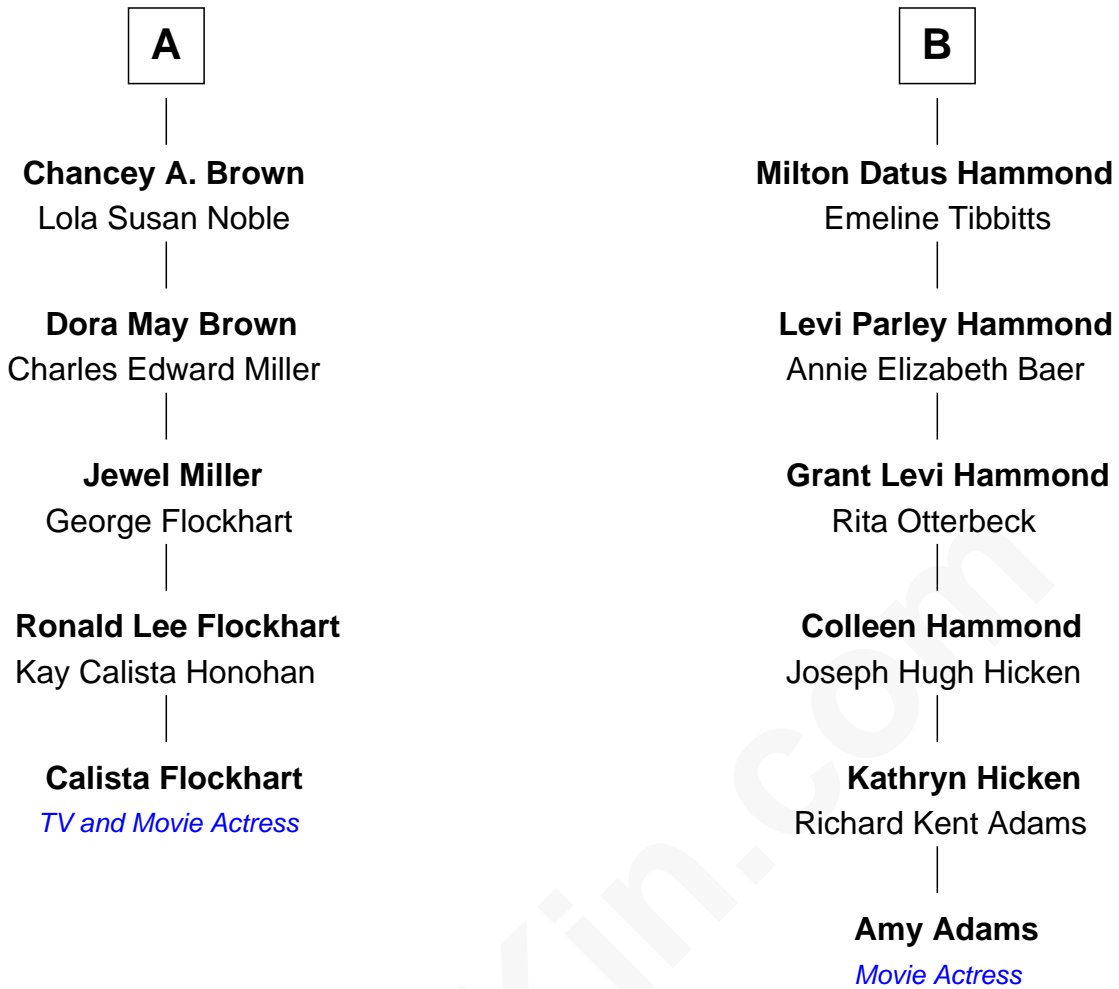 A
Chancey A. Brown
Lola Susan Noble
Dora May Brown
Charles Edward Miller
Jewel Miller
George Flockhart
Ronald Lee Flockhart
Kay Calista Honohan
Calista Flockhart
TV and Movie Actress
B
Milton Datus Hammond
Emeline Tibbitts
Levi Parley Hammond
Annie Elizabeth Baer
Grant Levi Hammond
Rita Otterbeck
Colleen Hammond
Joseph Hugh Hicken
Kathryn Hicken
Richard Kent Adams
Amy Adams
Movie Actress
Kin.com